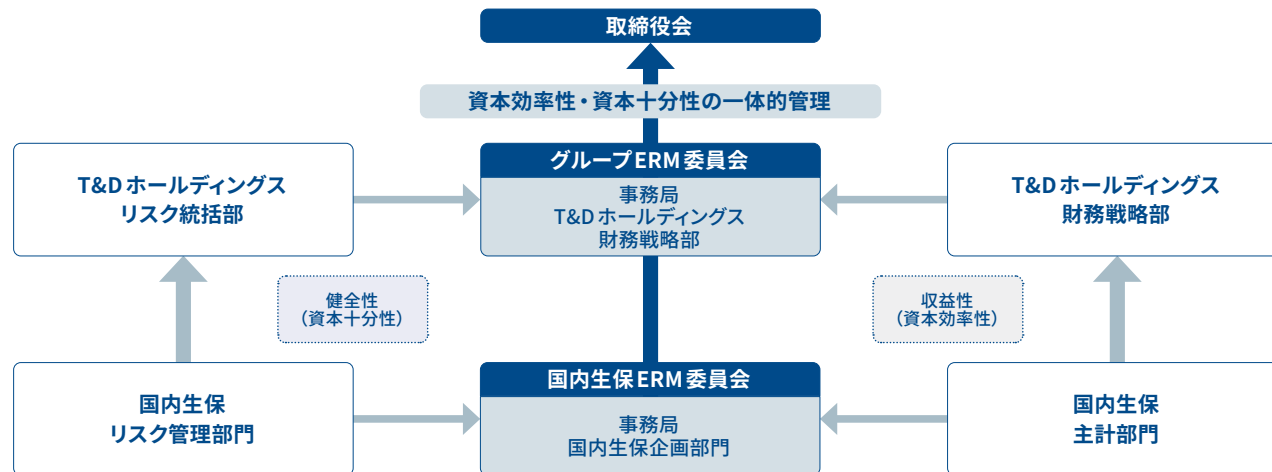 取締役会
資本効率性・資本十分性の一体的管理
T&Dホールディングス
リスク統括部
グループERM委員会
事務局
T&Dホールディングス
財務戦略部
T&Dホールディングス
財務戦略部
健全性
（資本十分性）
収益性
（資本効率性）
国内生保
リスク管理部門
国内生保ERM委員会
事務局
国内生保企画部門
国内生保
主計部門